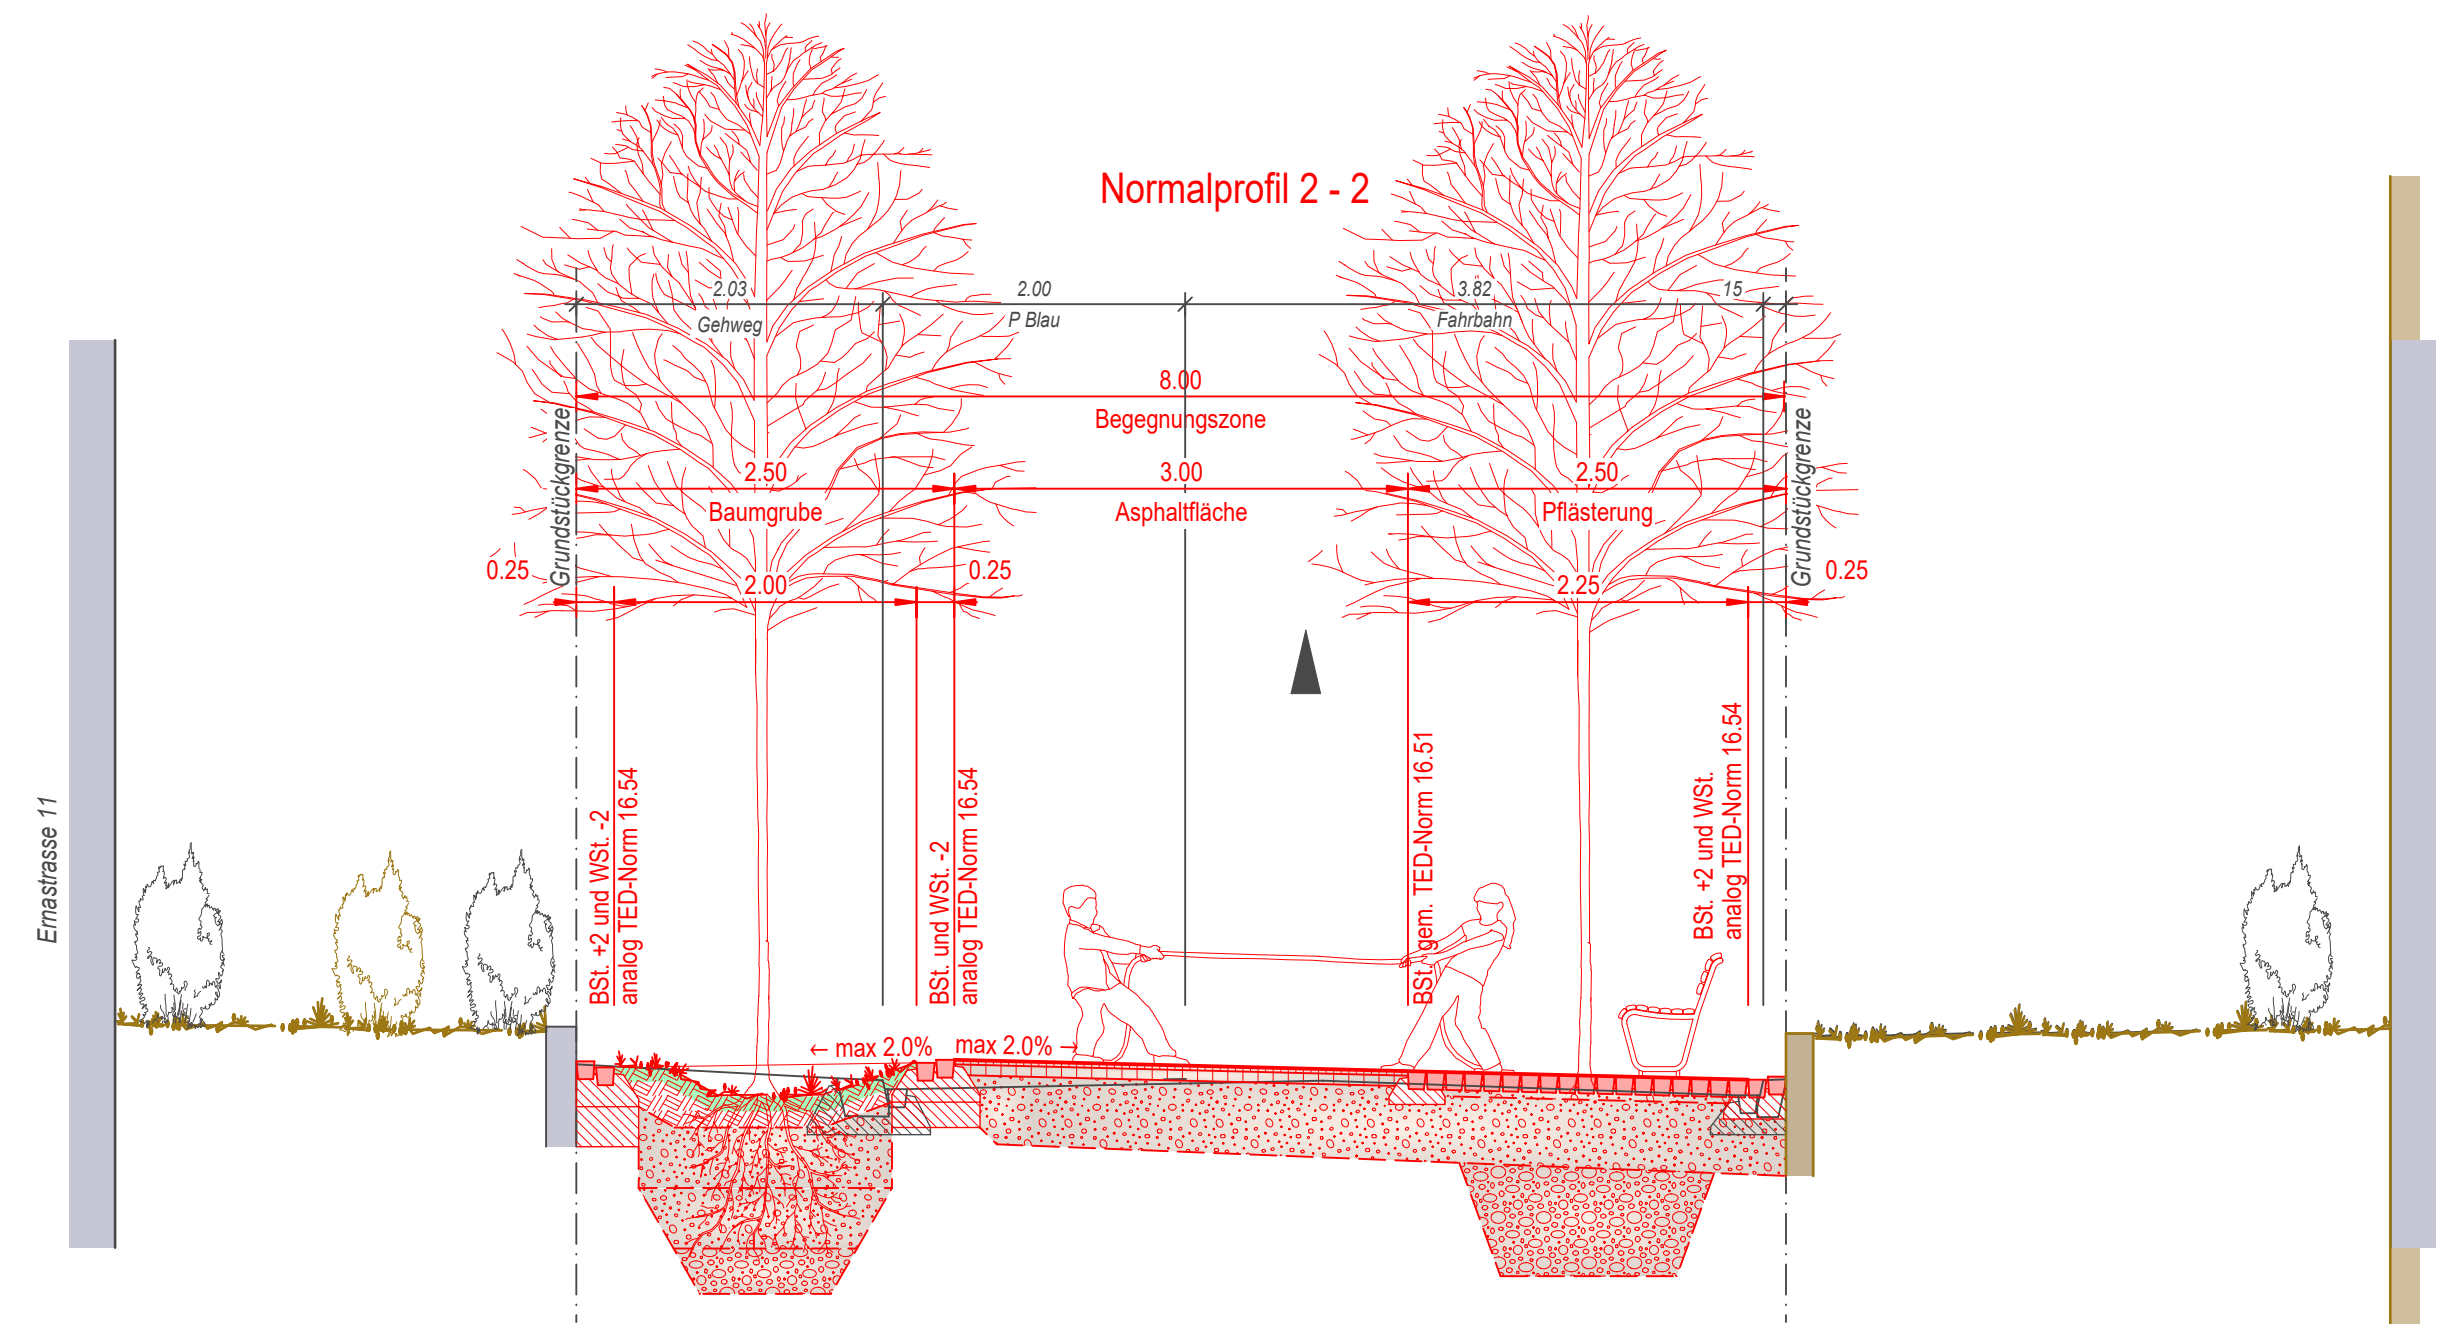 Normalprofil 2 - 2
2.03
2.00
3.82
15
Gehweg
P Blau
Fahrbahn
8.00
Begegnungszone
Grundstückgrenze
Grundstückgrenze
2.50
3.00
2.50
Baumgrube
Asphaltfläche
Pflästerung
0.25
2.00
0.25
2.25
0.25
Ernastrasse 11
BSt. +2 und WSt. -2
analog TED-Norm 16.54
BSt. und WSt. -2
analog TED-Norm 16.54
BSt. gem. TED-Norm 16.51
BSt. +2 und WSt.
analog TED-Norm 16.54
← max 2.0%
max 2.0% →